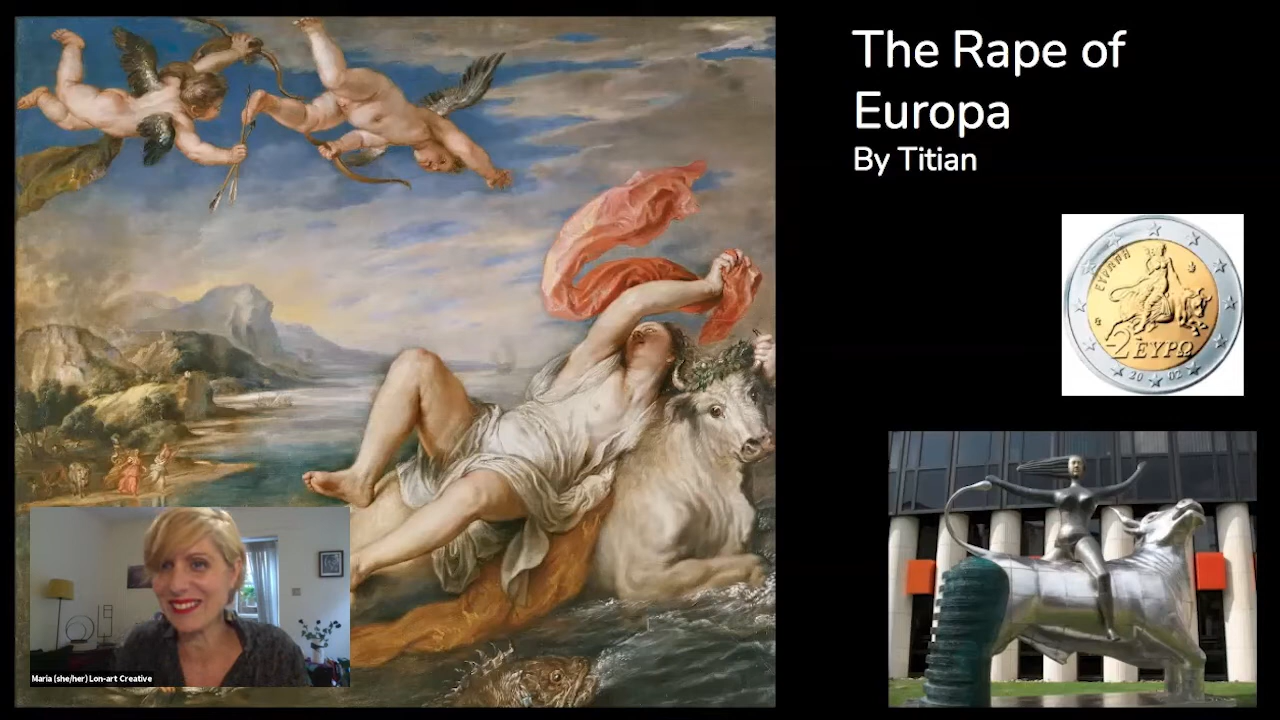 The Rape of
Europa
By Titian
ΕΥΡΩΠΗ
2 ΕΥΡΩ
20 02
Maria (she/her) Lon-art Creative